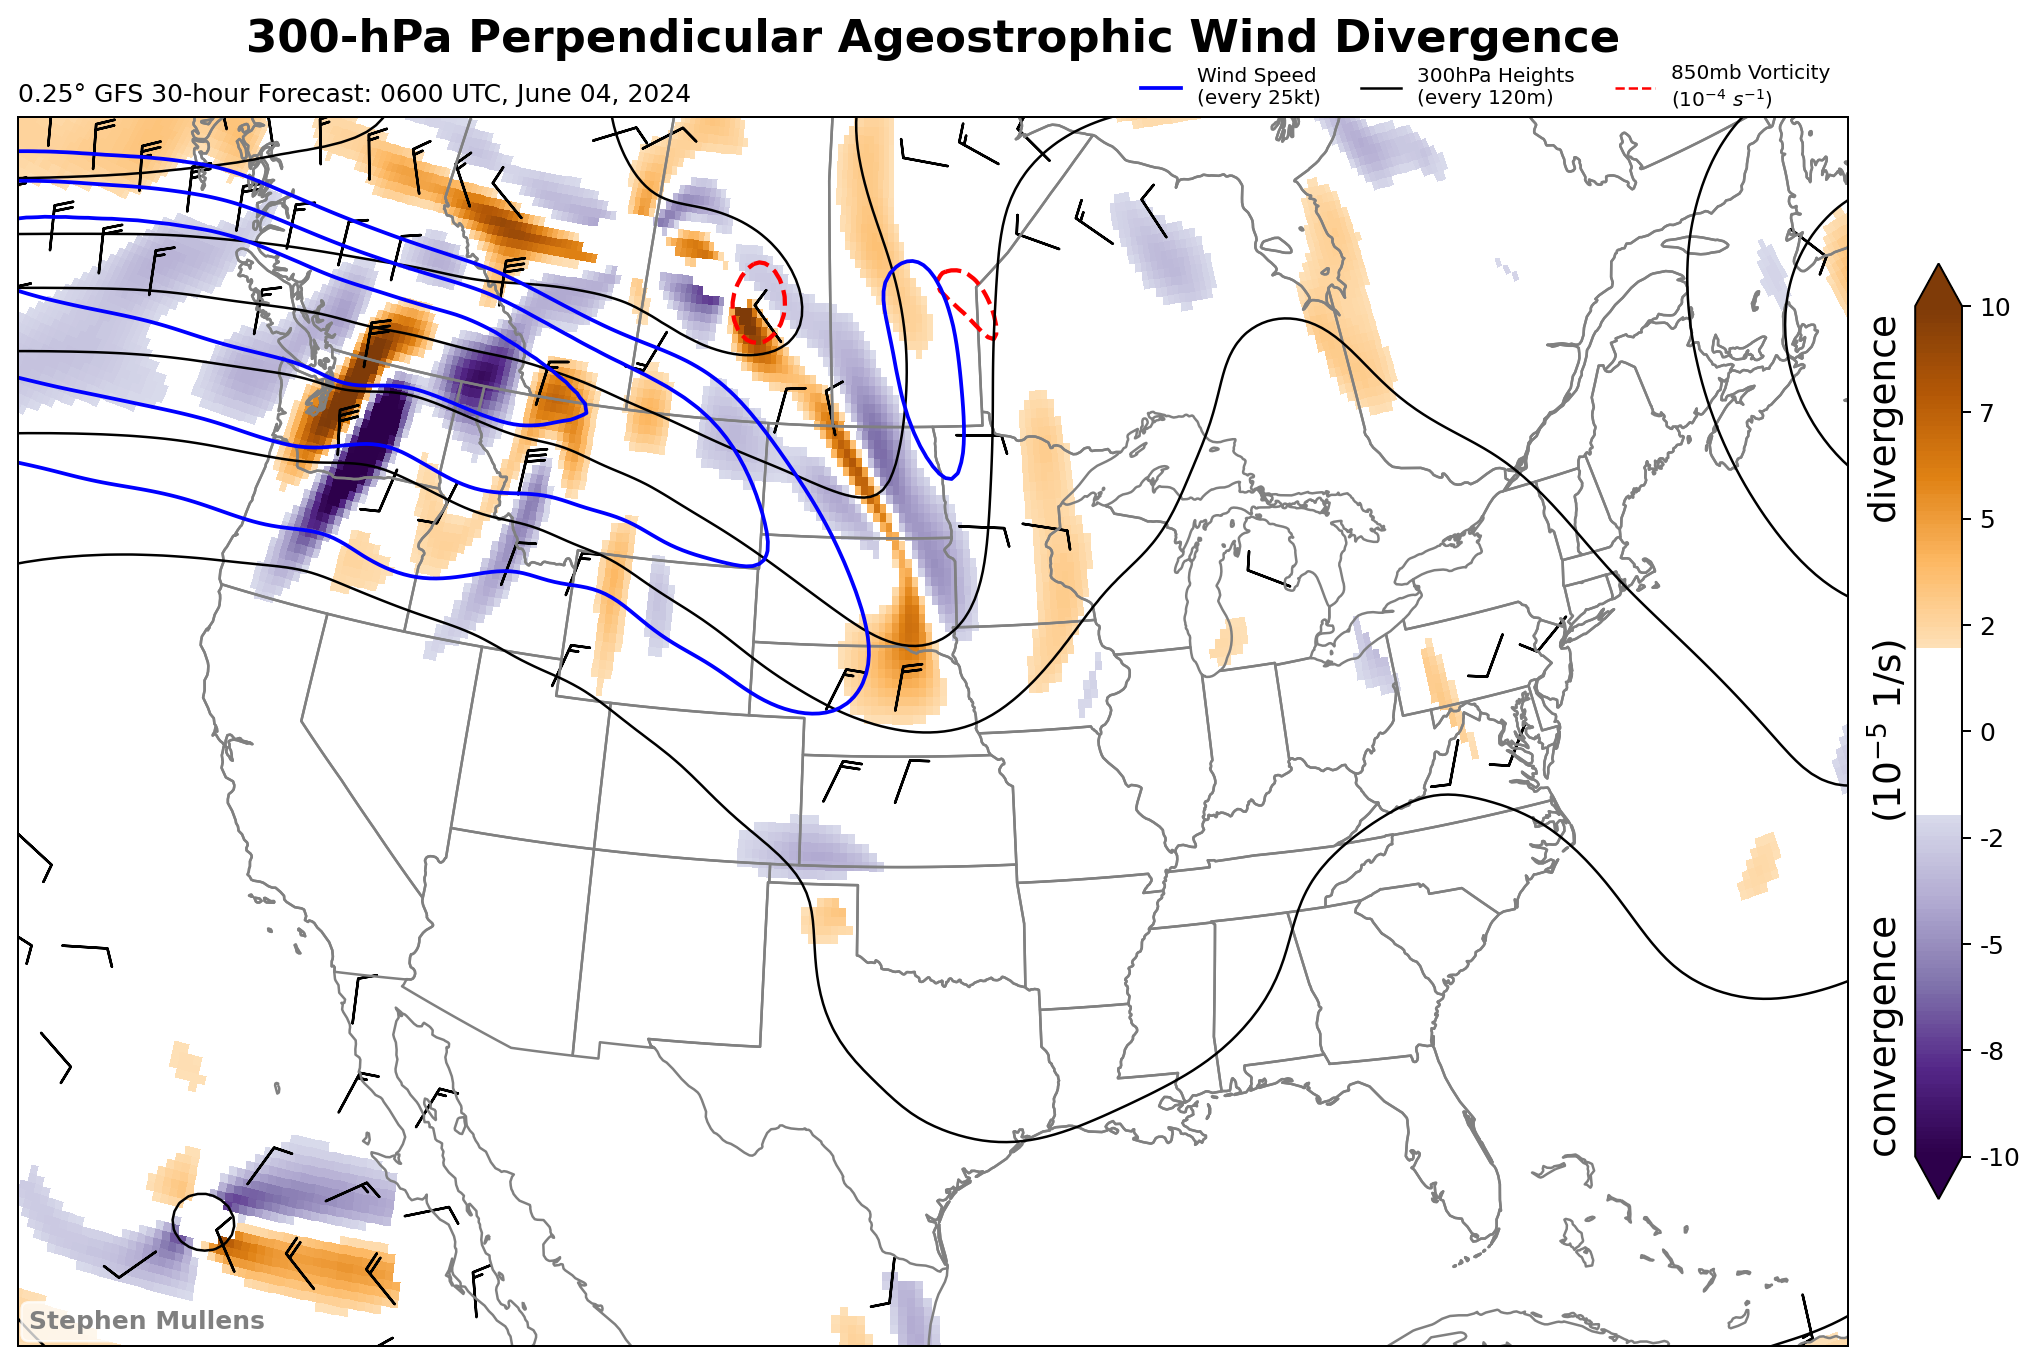 300-hPa Perpendicular Ageostrophic Wind Divergence
0.25° GFS 30-hour Forecast: 0600 UTC, June 04, 2024
Wind Speed
(every 25kt)
300hPa Heights
(every 120m)
850mb Vorticity
(10⁻⁴ s⁻¹)
10
7
5
2
0
-2
-5
-8
-10
convergence (10⁻⁵ 1/s) divergence
Stephen Mullens